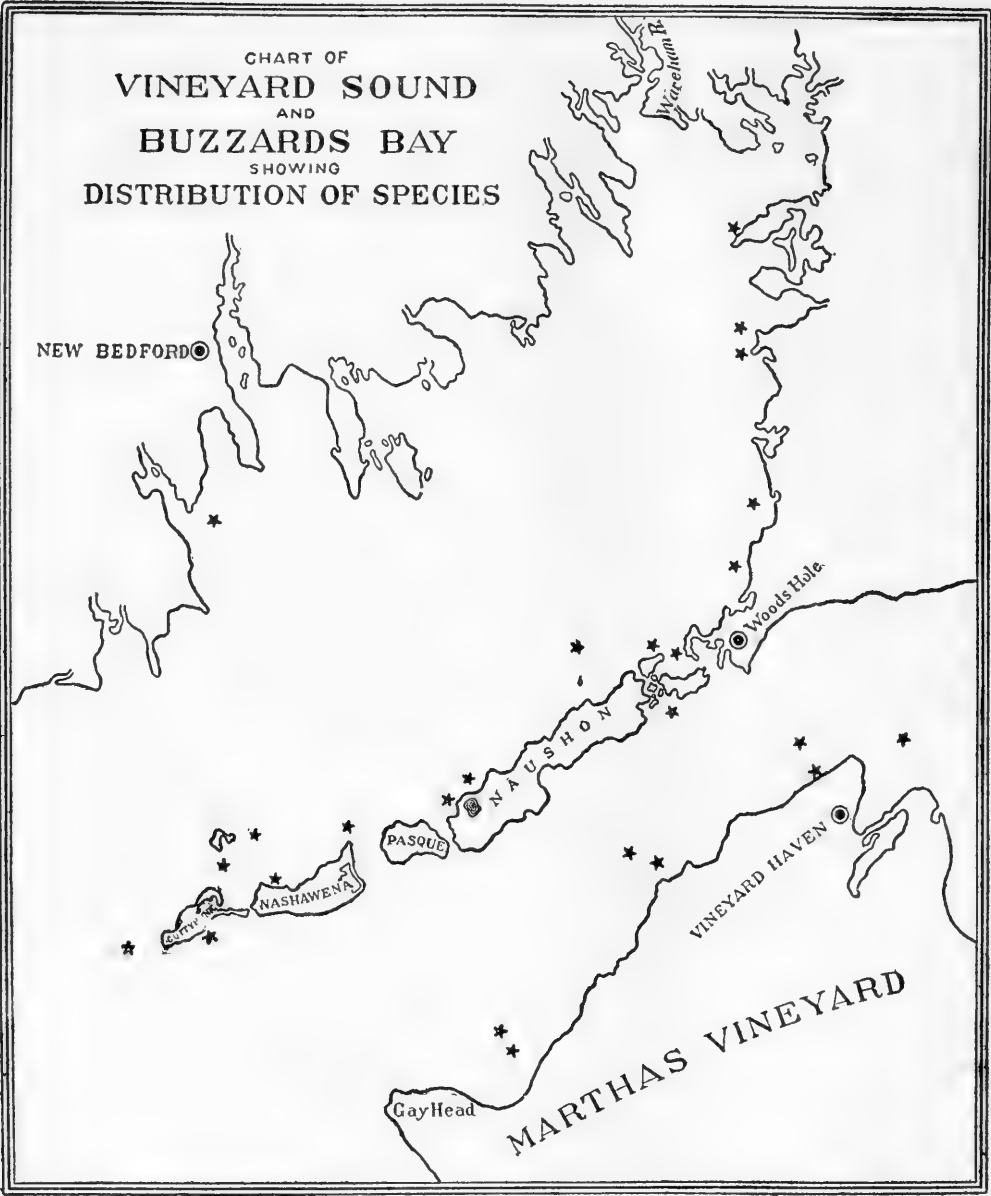 CHART OF
VINEYARD SOUND
AND
BUZZARDS BAY
SHOWING
DISTRIBUTION OF SPECIES
Wareham R.
NEW BEDFORD
Woods Hole.
NAUSHON
PASQUE
NASHAWENA
VINEYARD HAVEN
MARTHAS VINEYARD
Gay Head